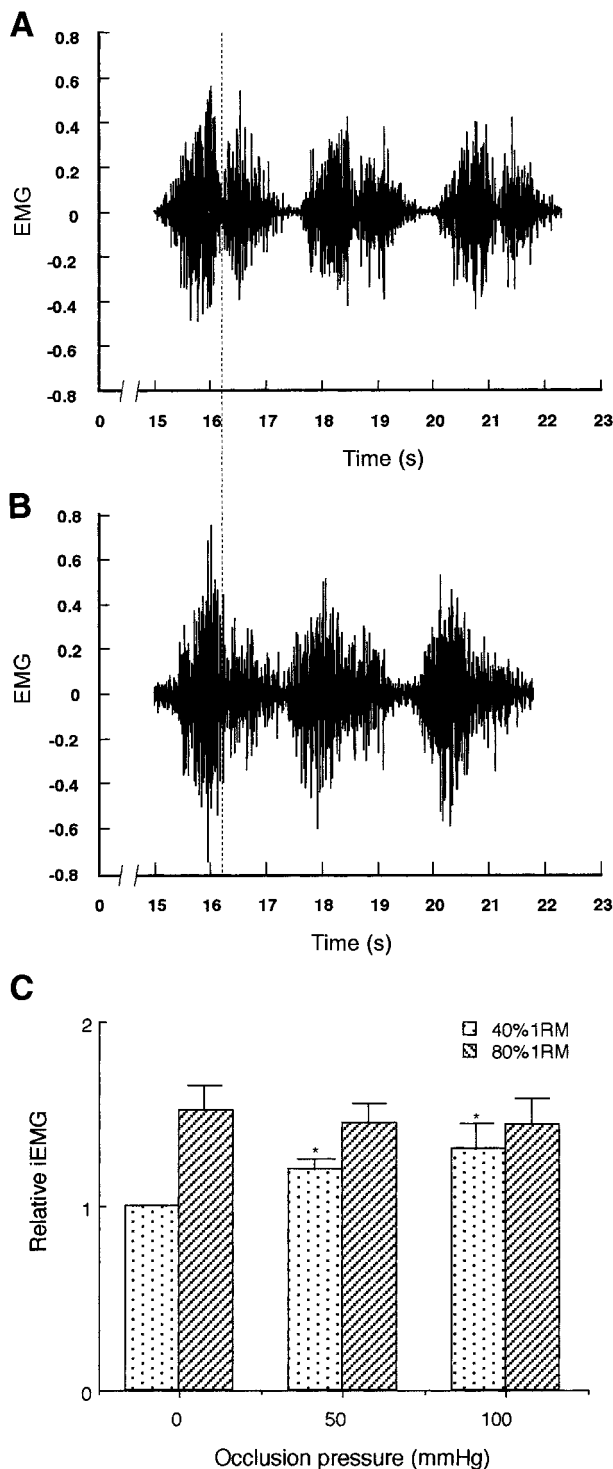 A
0.8
0.6
0.4
0.2
0
-0.2
-0.4
-0.6
-0.8
EMG
0 15 16 17 18 19 20 21 22 23
Time (s)
B
0.8
0.6
0.4
0.2
0
-0.2
-0.4
-0.6
-0.8
EMG
0 15 16 17 18 19 20 21 22 23
Time (s)
C
2
1
0
Relative iEMG
40%1RM
80%1RM
*
*
0 50 100
Occlusion pressure (mmHg)